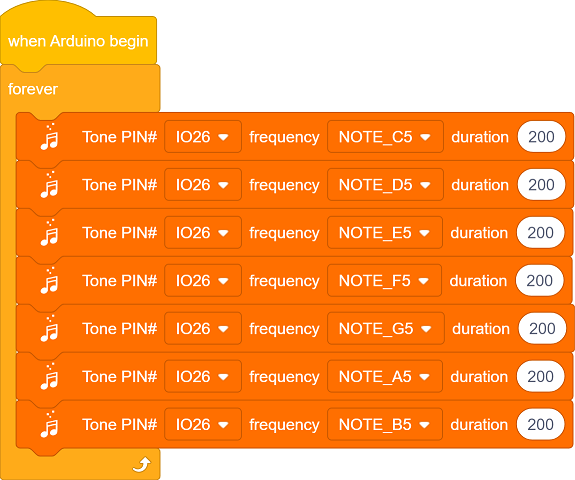 when Arduino begin
forever
Tone PIN# IO26 frequency NOTE_C5 duration 200
Tone PIN# IO26 frequency NOTE_D5 duration 200
Tone PIN# IO26 frequency NOTE_E5 duration 200
Tone PIN# IO26 frequency NOTE_F5 duration 200
Tone PIN# IO26 frequency NOTE_G5 duration 200
Tone PIN# IO26 frequency NOTE_A5 duration 200
Tone PIN# IO26 frequency NOTE_B5 duration 200